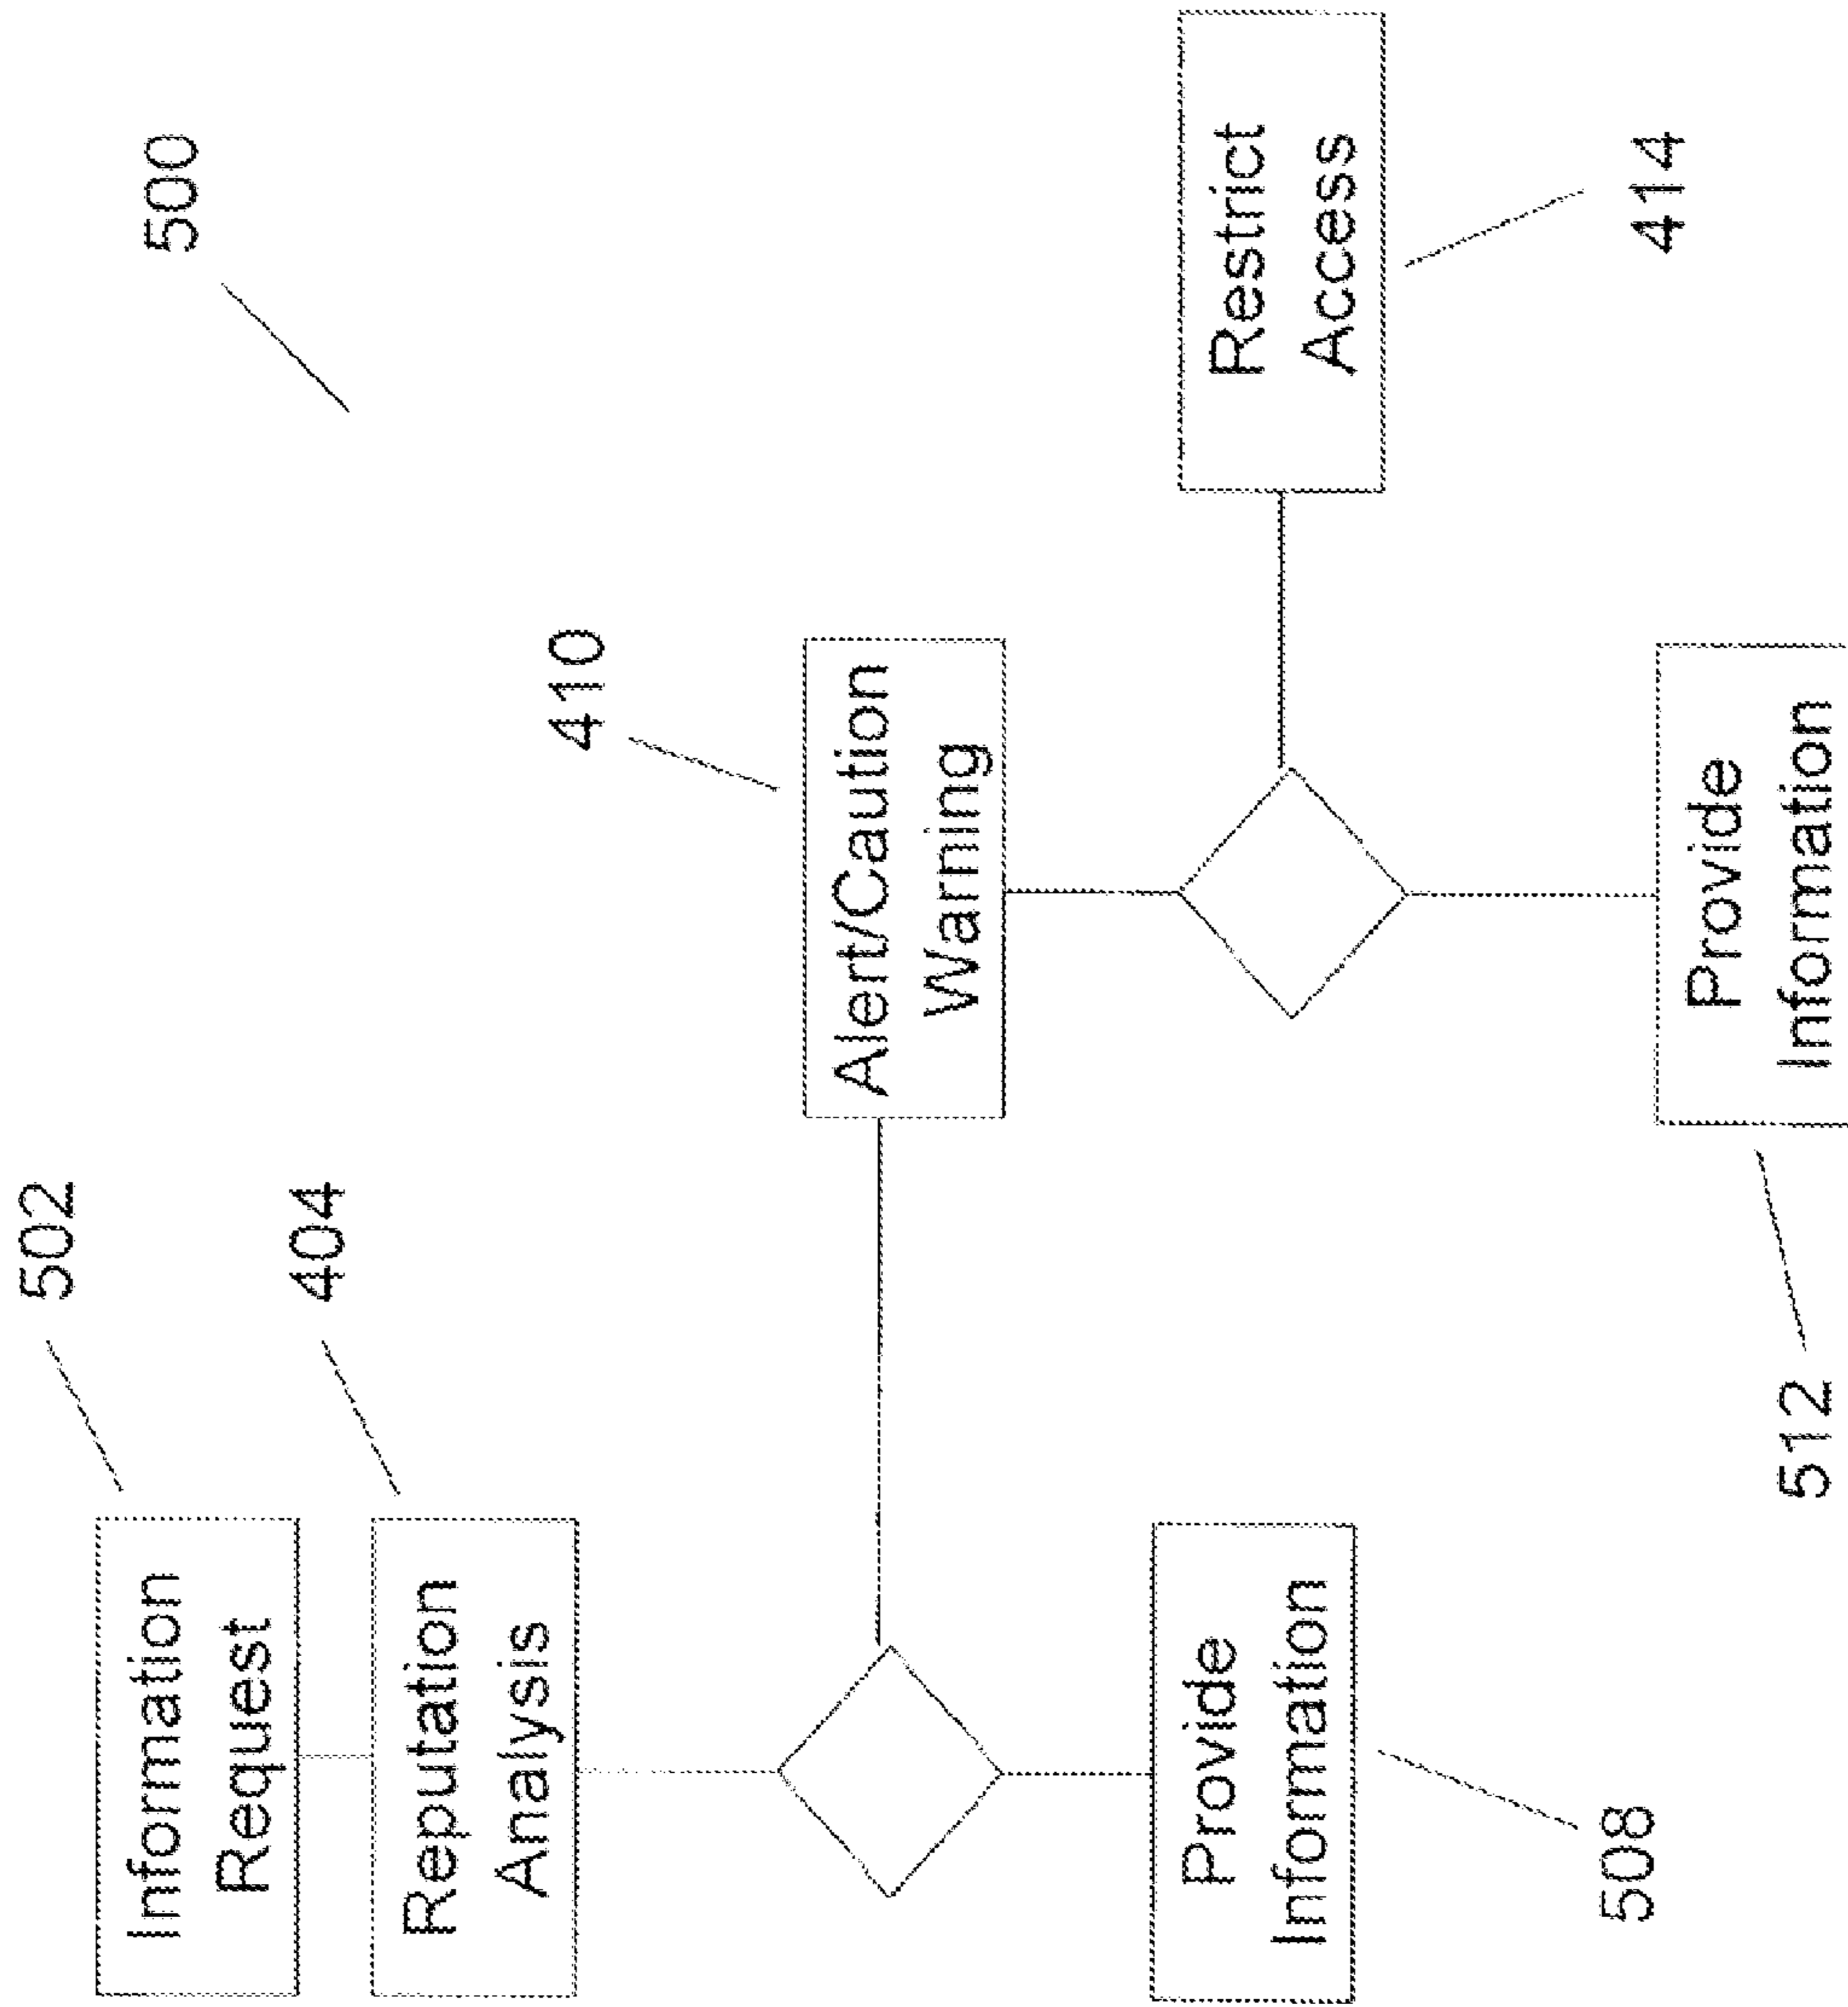 500
502
Information
Request
404
Reputation
Analysis
410
Alert/Caution
Warning
Restrict
Access
414
Provide
Information
508
Provide
Information
512